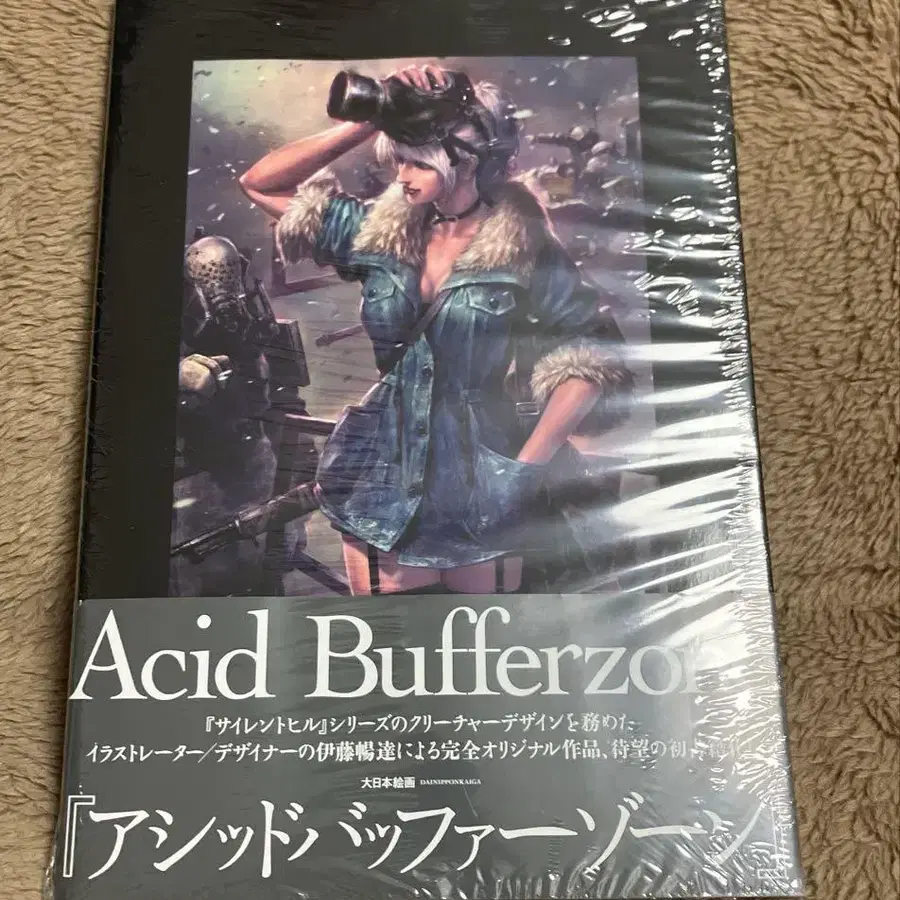 Acid Bufferzon
『サイレントヒル』シリーズのクリーチャーデザインを務めた
イラストレーター/デザイナーの伊藤暢達による完全オリジナル作品、待望の初
大日本絵画 DAINIPPONKAIGA
『アシッドバッファーゾーン』